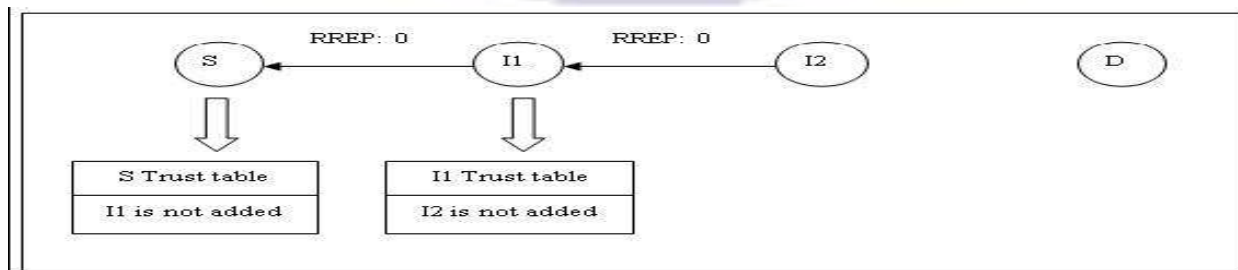 RREP: 0
RREP: 0
S
I1
I2
D
S Trust table
I1 is not added
I1 Trust table
I2 is not added